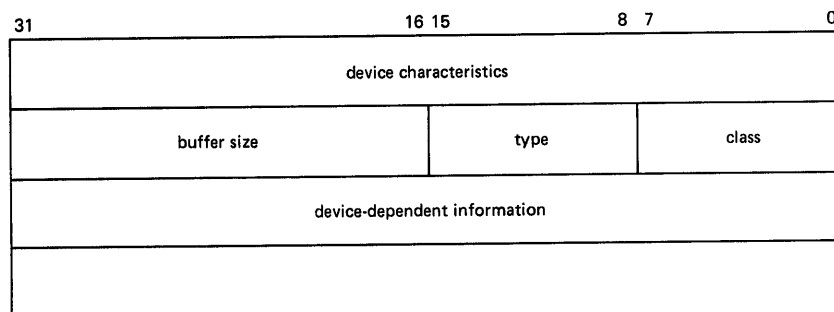 31 16 15 8 7 0
device characteristics
buffer size type class
device-dependent information